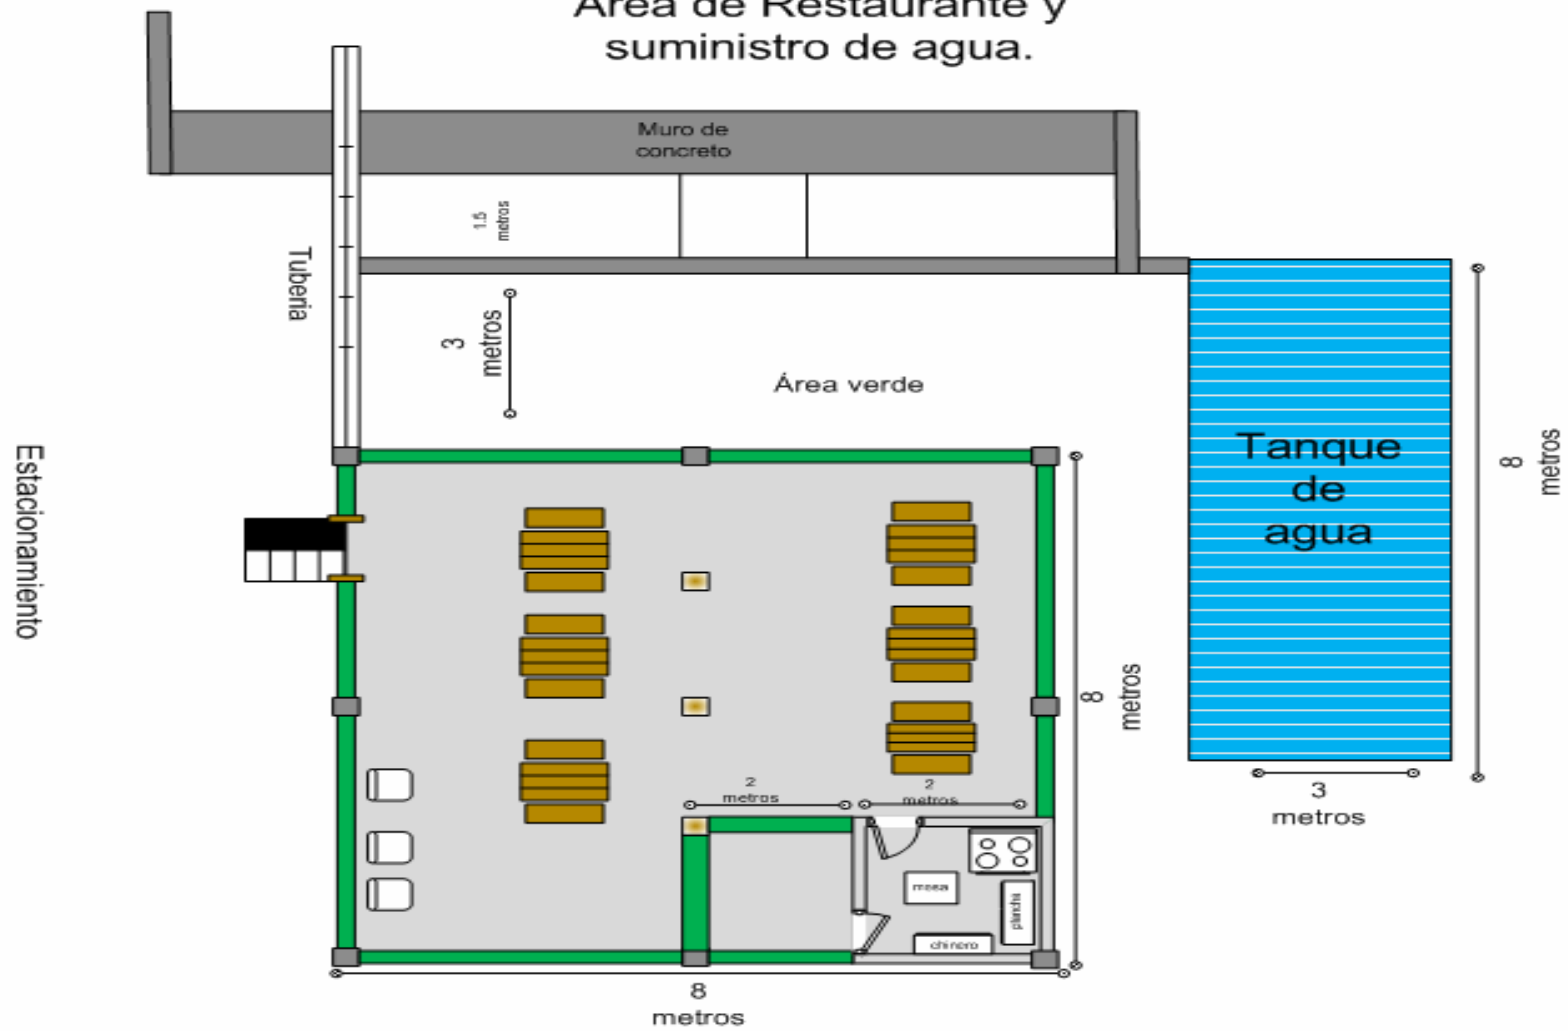 Área de Restaurante y
suministro de agua.
Muro de
concreto
1.5
metros
Tuberia
3
metros
Área verde
Estacionamiento
Tanque
de
agua
8
metros
8
metros
3
metros
2
metros
2
metros
mesa
plancha
chinero
8
metros